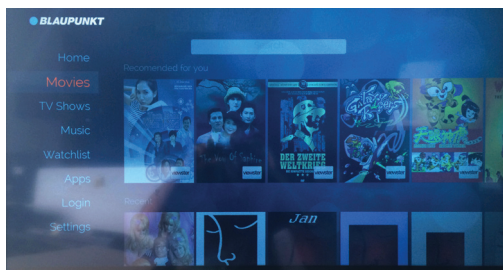 BLAUPUNKT
Home
Movies
TV Shows
Music
Watchlist
Apps
Login
Settings
Recomended for you
DER ZWEITE
WELTKRIEG
Jan